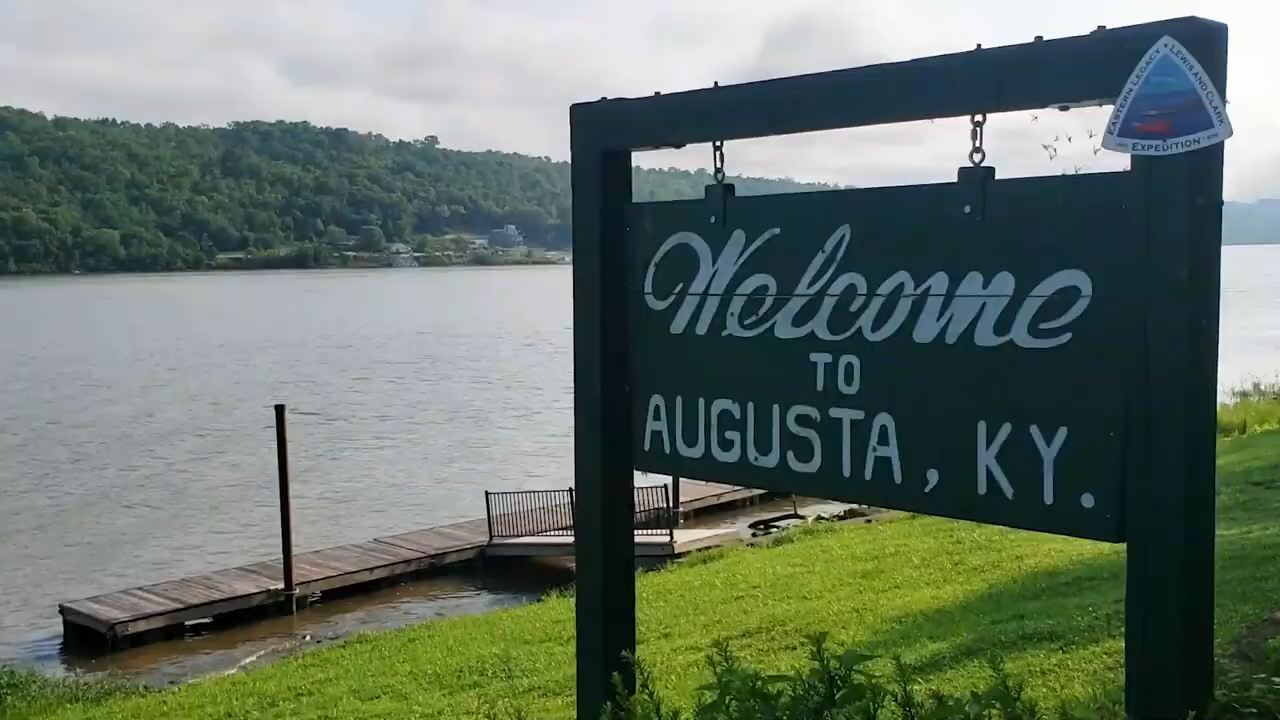 Welcome
TO
AUGUSTA, KY.
EASTERN LEGACY • LEWIS AND CLARK
EXPEDITION